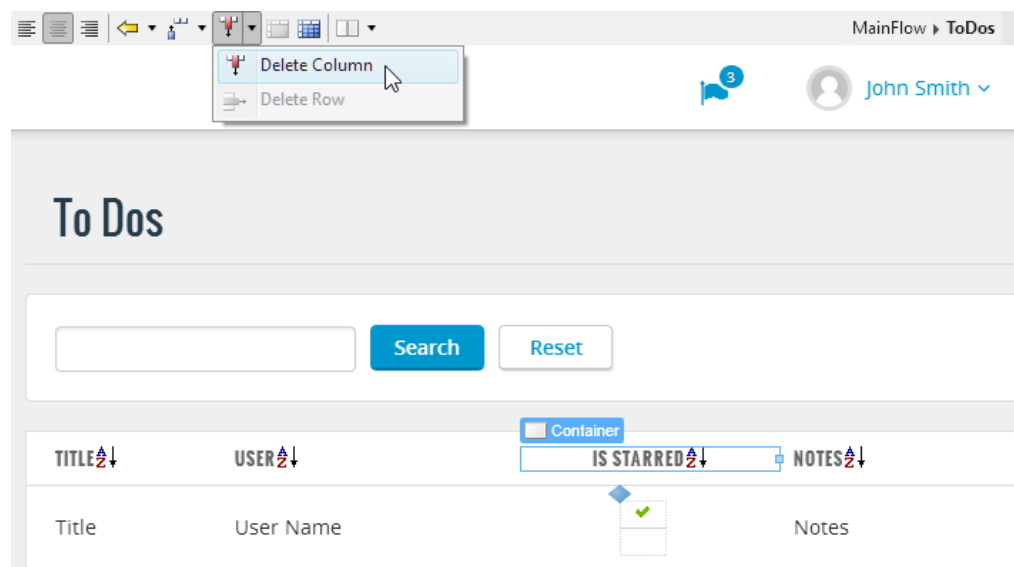 MainFlow ▸ ToDos
Delete Column
Delete Row
3
John Smith
To Dos
Search Reset
Container
TITLE USER IS STARRED NOTES
Title User Name Notes